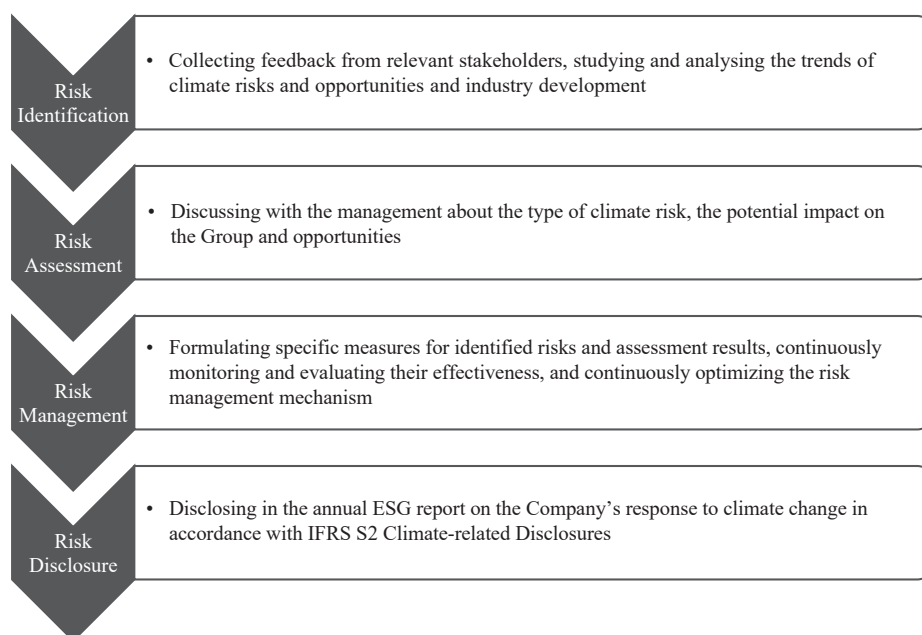 Risk
Identification
• Collecting feedback from relevant stakeholders, studying and analysing the trends of
climate risks and opportunities and industry development
Risk
Assessment
• Discussing with the management about the type of climate risk, the potential impact on
the Group and opportunities
Risk
Management
• Formulating specific measures for identified risks and assessment results, continuously
monitoring and evaluating their effectiveness, and continuously optimizing the risk
management mechanism
Risk
Disclosure
• Disclosing in the annual ESG report on the Company’s response to climate change in
accordance with IFRS S2 Climate-related Disclosures